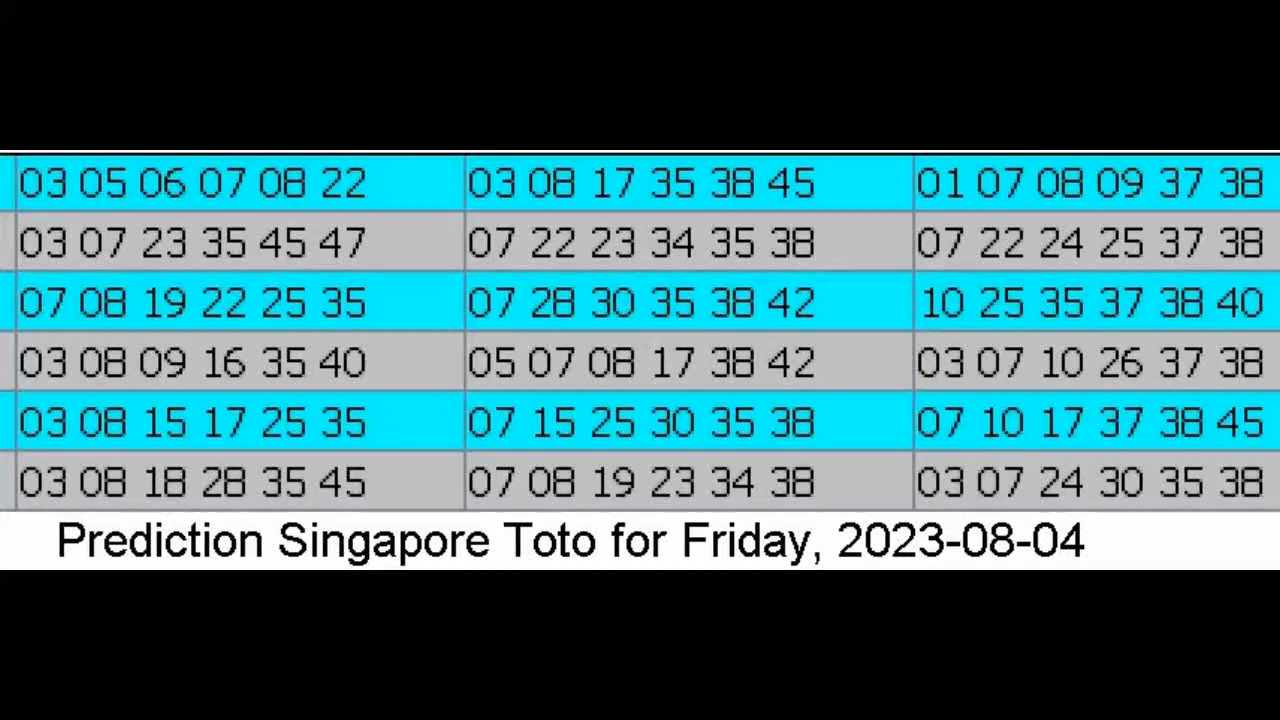 03 05 06 07 08 22 03 08 17 35 38 45 01 07 08 09 37 38
03 07 23 35 45 47 07 22 23 34 35 38 07 22 24 25 37 38
07 08 19 22 25 35 07 28 30 35 38 42 10 25 35 37 38 40
03 08 09 16 35 40 05 07 08 17 38 42 03 07 10 26 37 38
03 08 15 17 25 35 07 15 25 30 35 38 07 10 17 37 38 45
03 08 18 28 35 45 07 08 19 23 34 38 03 07 24 30 35 38
Prediction Singapore Toto for Friday, 2023-08-04